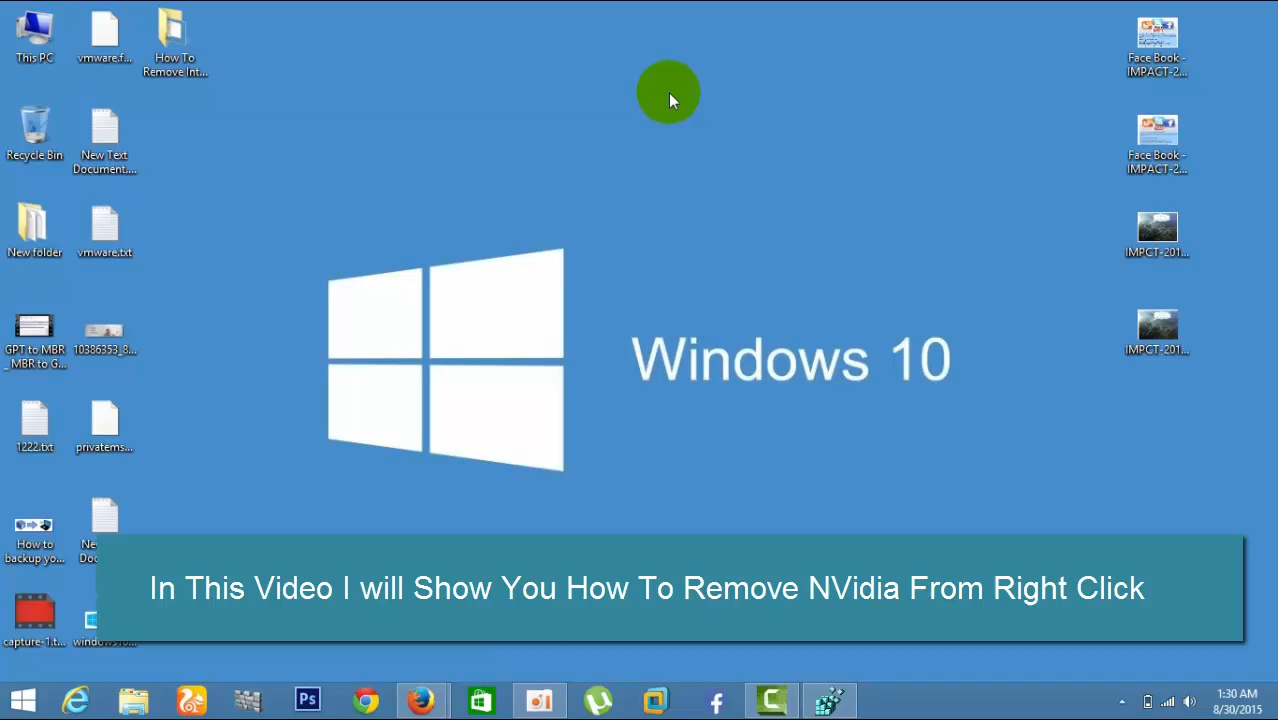 This PC
vmware.f...
How To
Remove Int...
Face Book -
IMPACT-2...
Recycle Bin
New Text
Document....
Face Book -
IMPACT-2...
New folder
vmware.txt
IMPCT-201...
GPT to MBR
_ MBR to G...
10386353_8...
IMPCT-201...
Windows 10
1222.txt
privatems...
How to
backup yo...
In This Video I will Show You How To Remove NVidia From Right Click
capture-1.t...
Ps
1:30 AM
8/30/2015